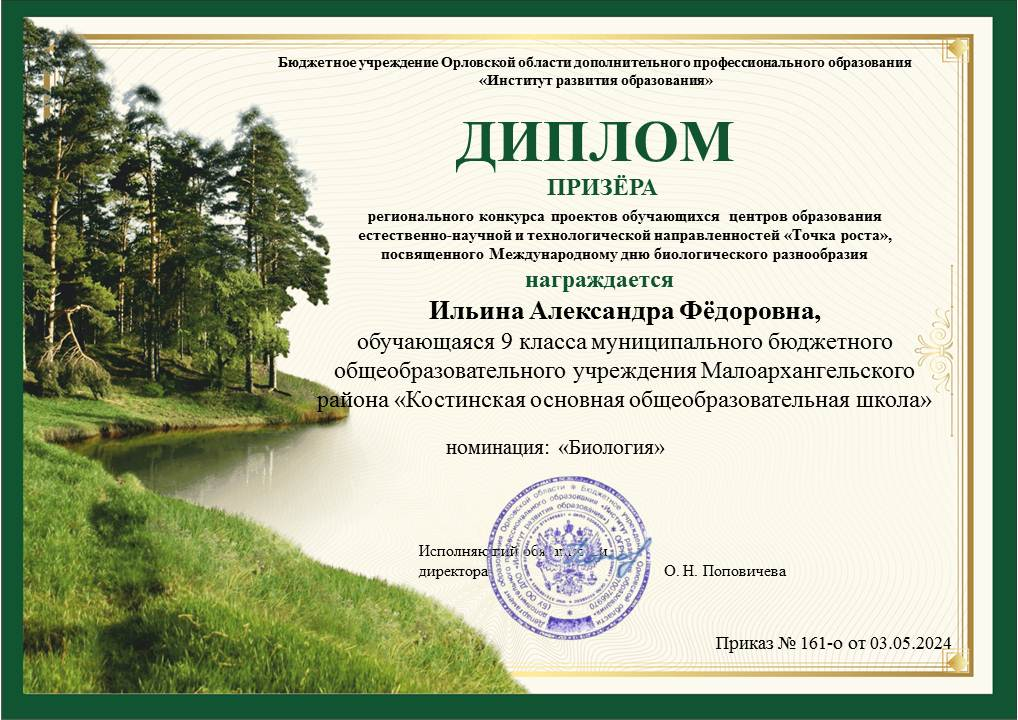 Бюджетное учреждение Орловской области дополнительного профессионального образования
«Институт развития образования»
ДИПЛОМ
ПРИЗЁРА
регионального конкурса проектов обучающихся центров образования
естественно-научной и технологической направленностей «Точка роста»,
посвященного Международному дню биологического разнообразия
награждается
Ильина Александра Фёдоровна,
обучающаяся 9 класса муниципального бюджетного
общеобразовательного учреждения Малоархангельского
района «Костинская основная общеобразовательная школа»
номинация: «Биология»
Исполняющий обязанности
директора
О. Н. Поповичева
Приказ № 161-о от 03.05.2024